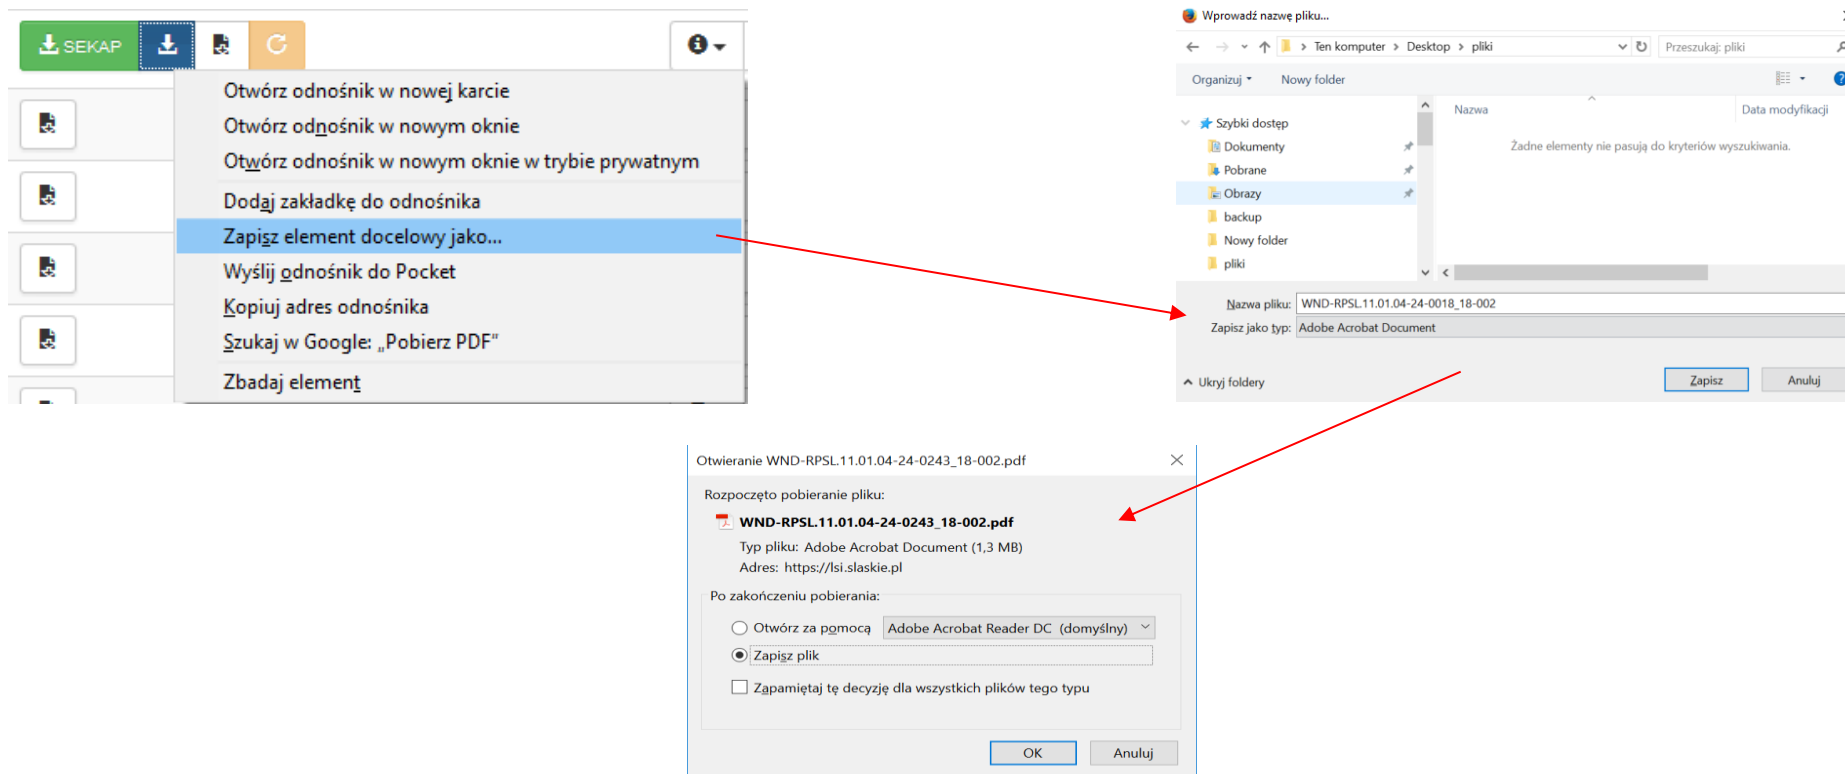 SEKAP
Otwórz odnośnik w nowej karcie
Otwórz odnośnik w nowym oknie
Otwórz odnośnik w nowym oknie w trybie prywatnym
Dodaj zakładkę do odnośnika
Zapisz element docelowy jako...
Wyślij odnośnik do Pocket
Kopiuj adres odnośnika
Szukaj w Google: „Pobierz PDF”
Zbadaj element
Wprowadź nazwę pliku...
Ten komputer > Desktop > pliki
Przeszukaj: pliki
Organizuj Nowy folder
Nazwa Data modyfikacji
Szybki dostęp
Żadne elementy nie pasują do kryteriów wyszukiwania.
Dokumenty
Pobrane
Obrazy
backup
Nowy folder
pliki
Nazwa pliku: WND-RPSL.11.01.04-24-0018_18-002
Zapisz jako typ: Adobe Acrobat Document
Ukryj foldery Zapisz Anuluj
Otwieranie WND-RPSL.11.01.04-24-0243_18-002.pdf
Rozpoczęto pobieranie pliku:
WND-RPSL.11.01.04-24-0243_18-002.pdf
Typ pliku: Adobe Acrobat Document (1,3 MB)
Adres: https://lsi.slaskie.pl
Po zakończeniu pobierania:
Otwórz za pomocą Adobe Acrobat Reader DC (domyślny)
Zapisz plik
Zapamiętaj tę decyzję dla wszystkich plików tego typu
OK Anuluj